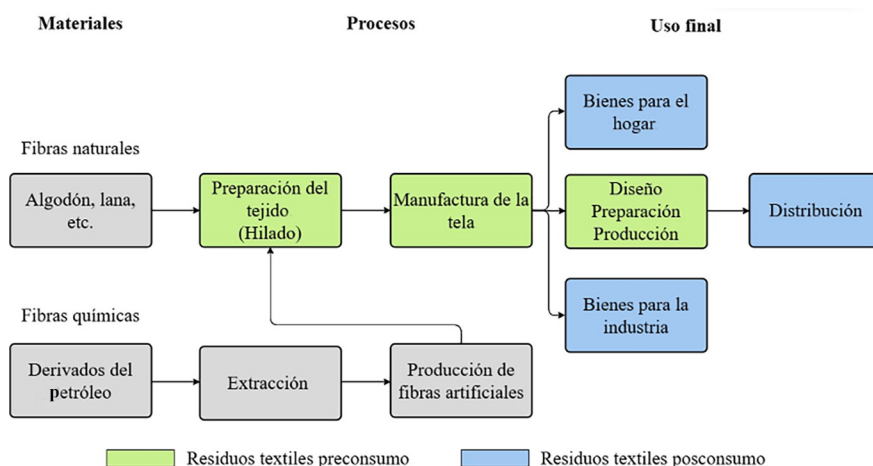 Materiales
Procesos
Uso final
Bienes para el
hogar
Fibras naturales
Algodón, lana,
etc.
Preparación del
tejido
(Hilado)
Manufactura de la
tela
Diseño
Preparación
Producción
Distribución
Bienes para la
industria
Fibras químicas
Derivados del
petróleo
Extracción
Producción de
fibras artificiales
Residuos textiles preconsumo
Residuos textiles posconsumo